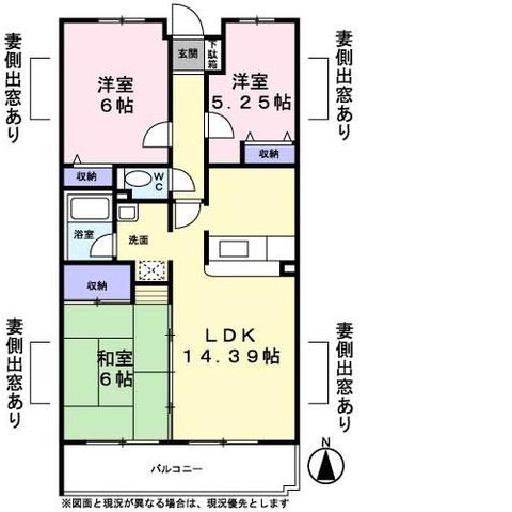 妻側出窓あり
妻側出窓あり
洋室
6帖
玄関
下駄箱
洋室
5.25帖
収納
収納
WC
浴室
洗面
収納
LDK
14.39帖
和室
6帖
妻側出窓あり
妻側出窓あり
バルコニー
N
※図面と現況が異なる場合は、現況優先とします